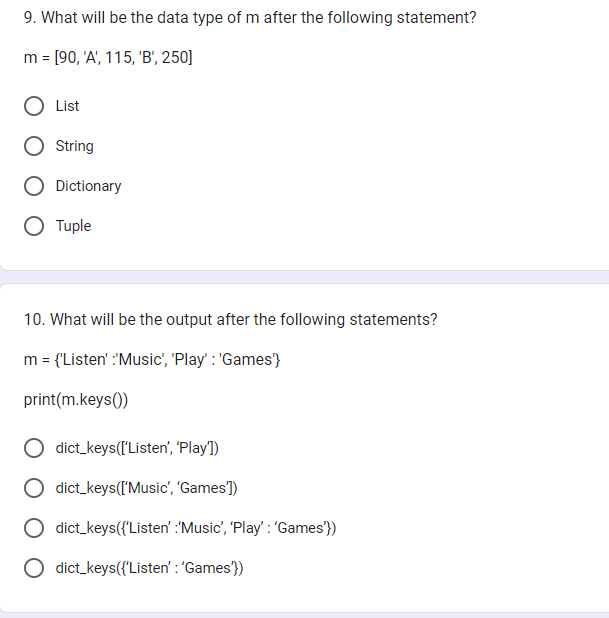 9. What will be the data type of m after the following statement?
m = [90, 'A', 115, 'B', 250]
List
String
Dictionary
Tuple
10. What will be the output after the following statements?
m = {'Listen' :'Music', 'Play' : 'Games'}
print(m.keys())
dict_keys([‘Listen’, ‘Play’])
dict_keys([‘Music’, ‘Games’])
dict_keys({‘Listen’ :‘Music’, ‘Play’ : ‘Games’})
dict_keys({‘Listen’ : ‘Games’})